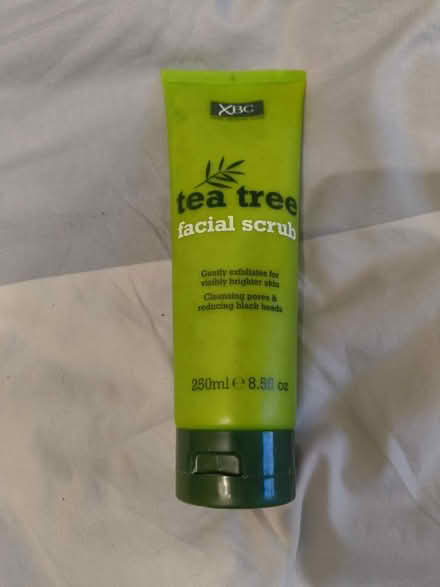 XBC
tea tree
facial scrub
Gently exfoliates for
visibly brighter skin
Cleansing pores &
reducing black heads
250ml ℮ 8.5fl oz